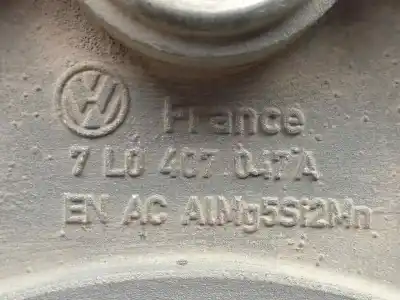 VW France
7L0 407 047 A
EN AC AlMg5Si2Mn